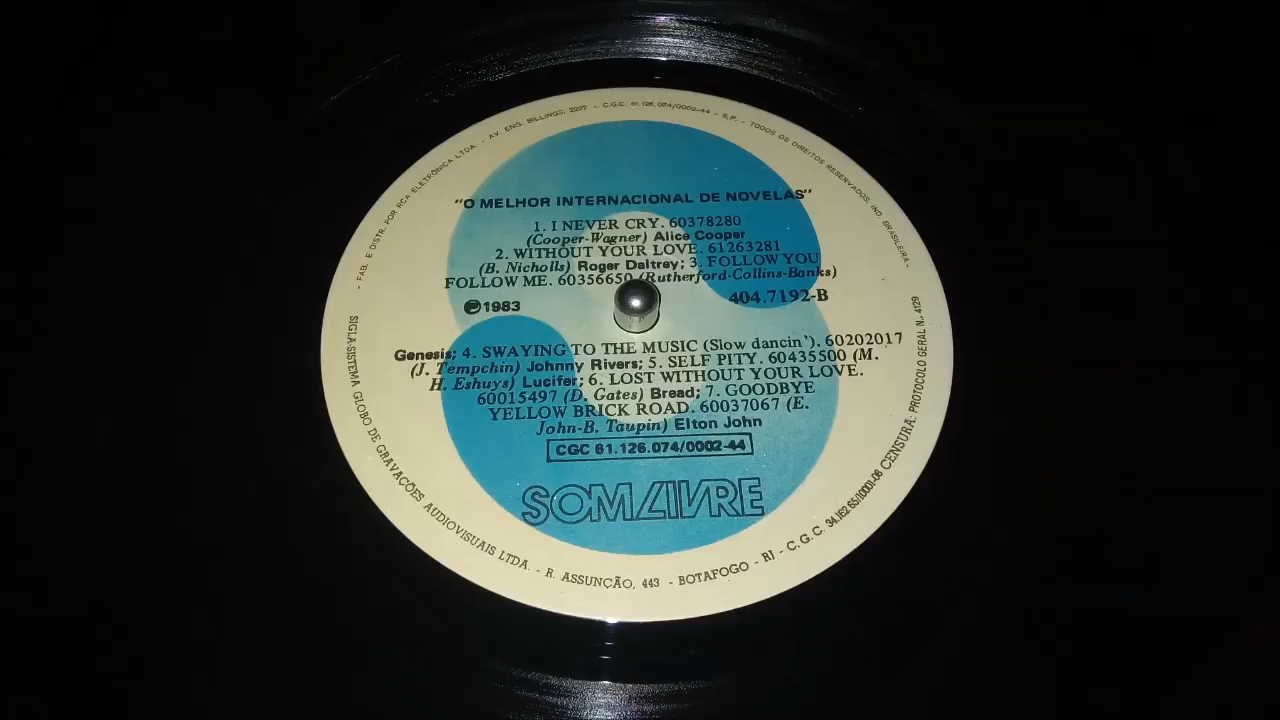 - FAB. E DISTR. POR RCA ELETRÔNICA LTDA. - AV. ENG. BILLINGS, 2227 - C.G.C. 61.126.074/0002-44 - S.P. - TODOS OS DIREITOS RESERVADOS. IND. BRASILEIRA -
"O MELHOR INTERNACIONAL DE NOVELAS"
1. I NEVER CRY. 60378280
(Cooper-Wagner) Alice Cooper
2. WITHOUT YOUR LOVE. 61263281
(B. Nicholls) Roger Daltrey; 3. FOLLOW YOU
FOLLOW ME. 60356650 (Rutherford-Collins-Banks)
℗1983
404.7192-B
Genesis; 4. SWAYING TO THE MUSIC (Slow dancin'). 60202017
(J. Tempchin) Johnny Rivers; 5. SELF PITY. 60435500 (M.
H. Eshuys) Lucifer; 6. LOST WITHOUT YOUR LOVE.
60015497 (D. Gates) Bread; 7. GOODBYE
YELLOW BRICK ROAD. 60037067 (E.
John-B. Taupin) Elton John
CGC 61.126.074/0002-44
SOM LIVRE
SIGLA-SISTEMA GLOBO DE GRAVAÇÕES AUDIOVISUAIS LTDA. - R. ASSUNÇÃO, 443 - BOTAFOGO - RJ - C.G.C. 34.162.65/10001-08 CENSURA: PROTOCOLO GERAL N.. 4129